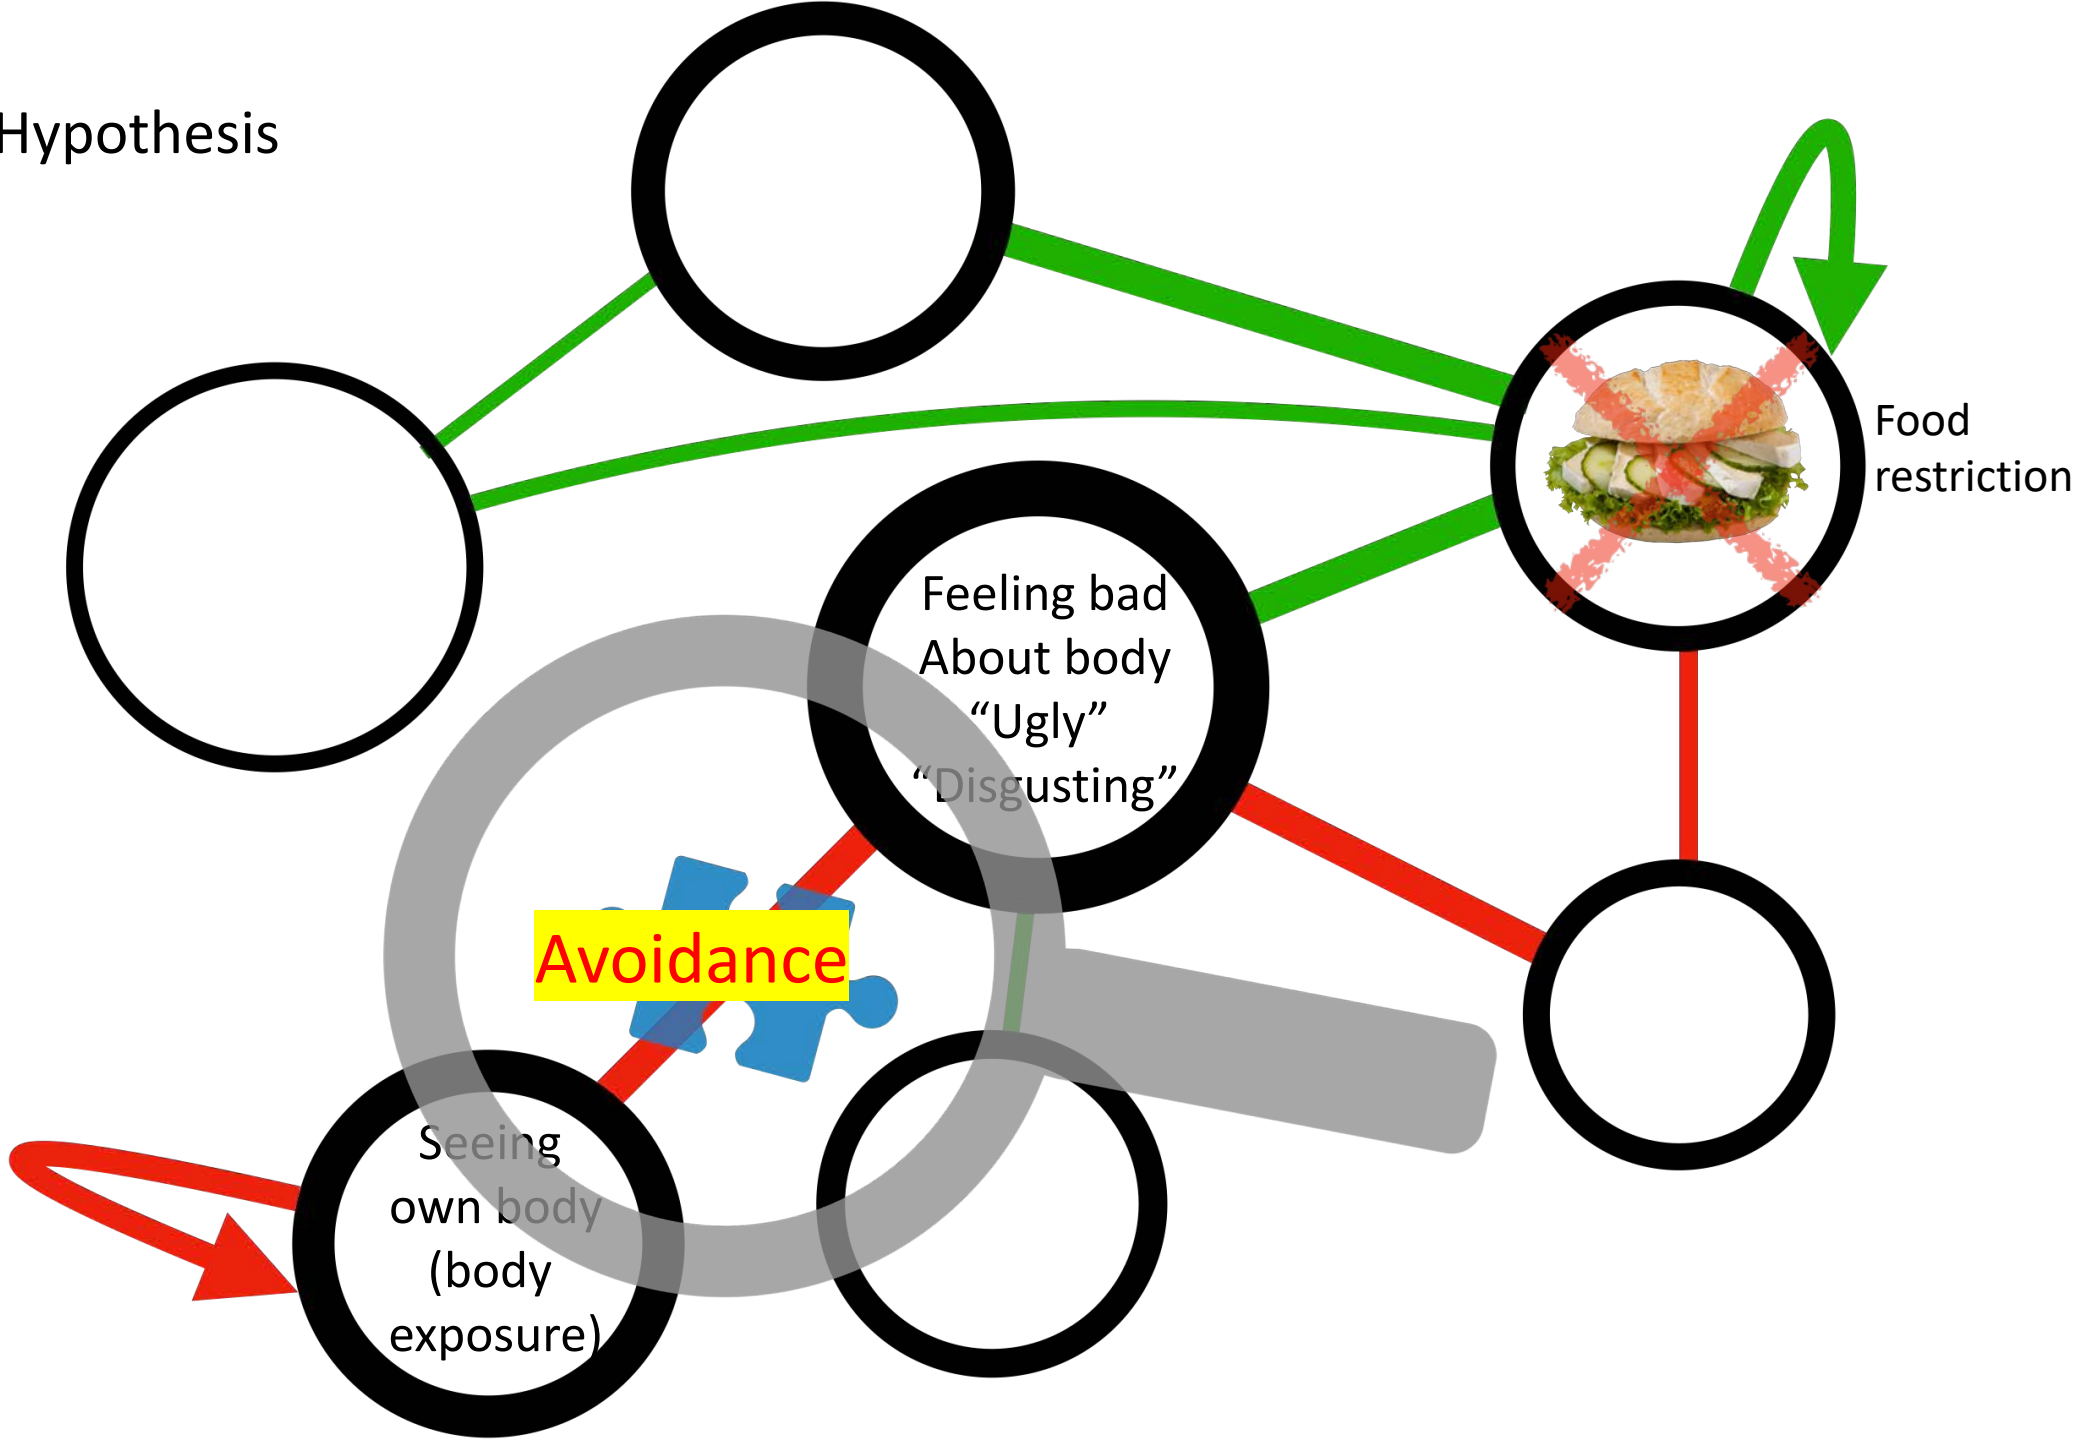 Hypothesis
Food
restriction
Feeling bad
About body
“Ugly”
“Disgusting”
Avoidance
Seeing
own body
(body
exposure)